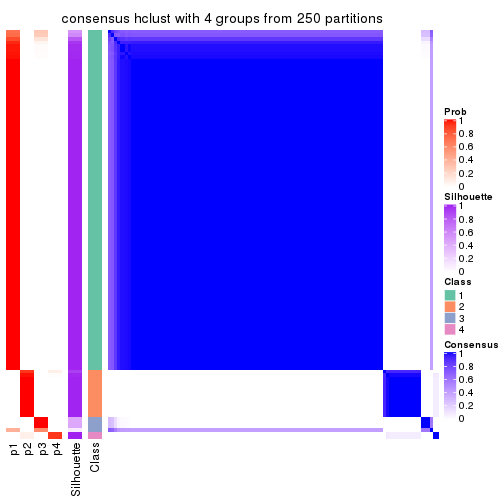 consensus hclust with 4 groups from 250 partitions
Prob
1
0.8
0.6
0.4
0.2
0
Silhouette
1
0.8
0.6
0.4
0.2
0
Class
1
2
3
4
Consensus
1
0.8
0.6
0.4
0.2
0
p1
p2
p3
p4
Silhouette
Class